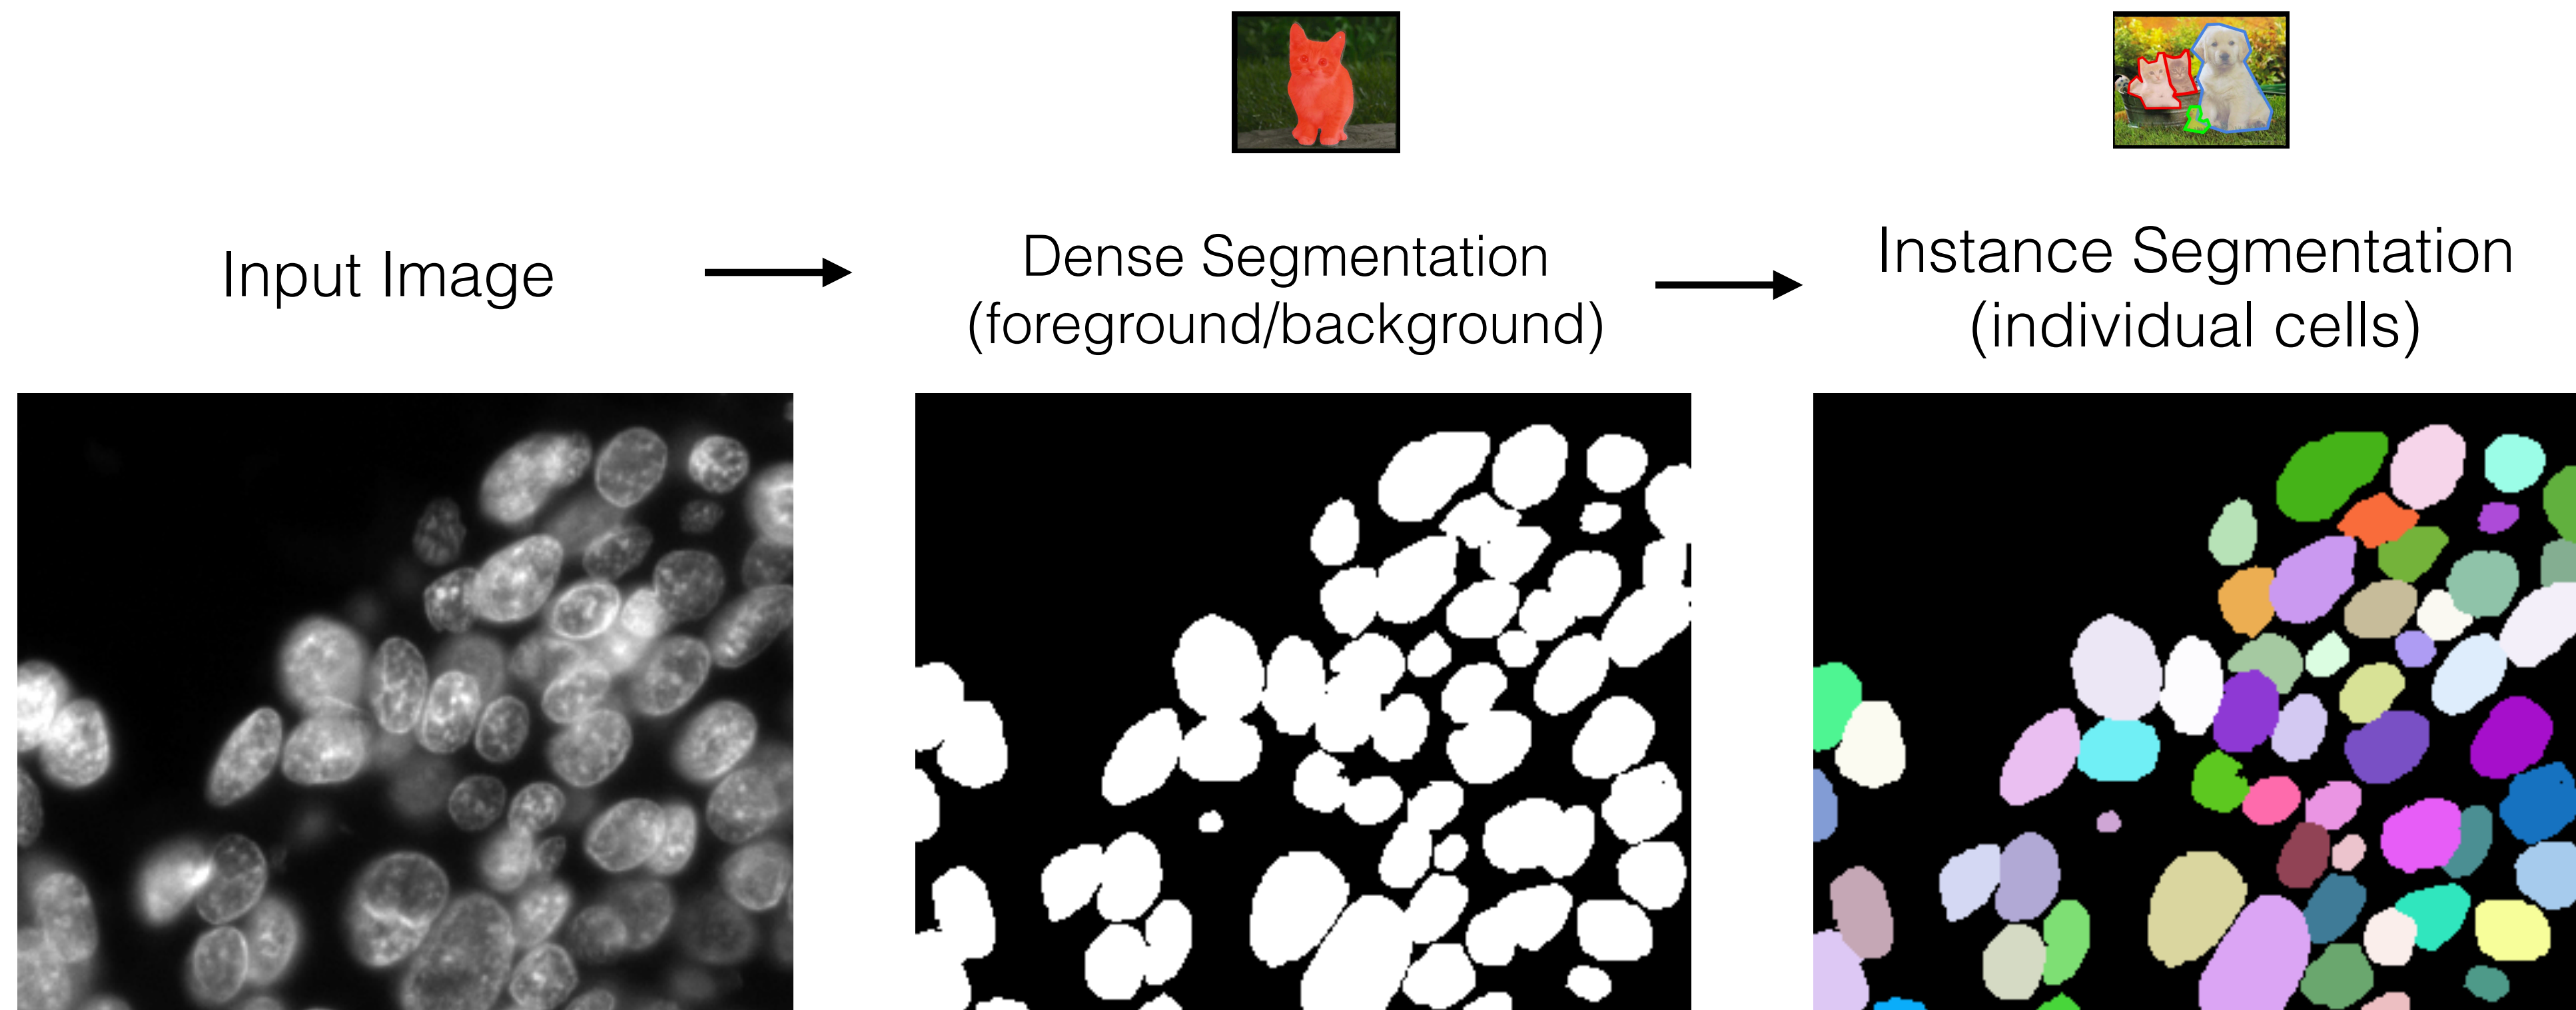 Input Image
Dense Segmentation
(foreground/background)
Instance Segmentation
(individual cells)